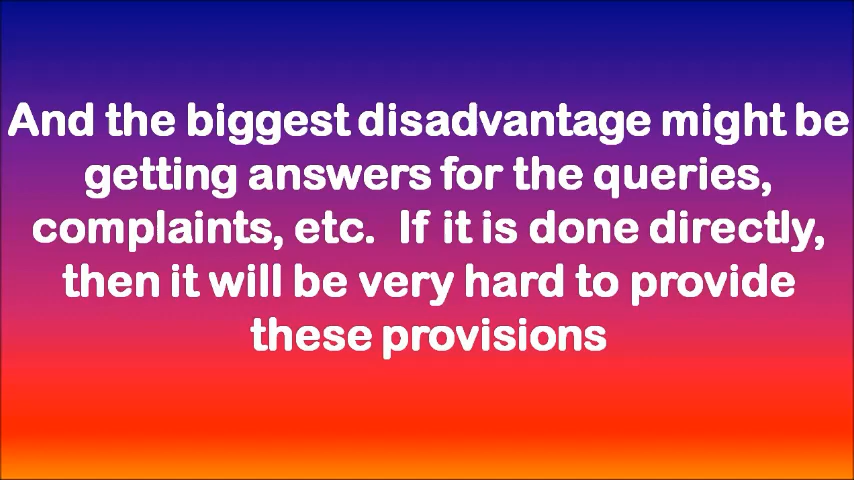 And the biggest disadvantage might be
getting answers for the queries,
complaints, etc.  If it is done directly,
then it will be very hard to provide
these provisions